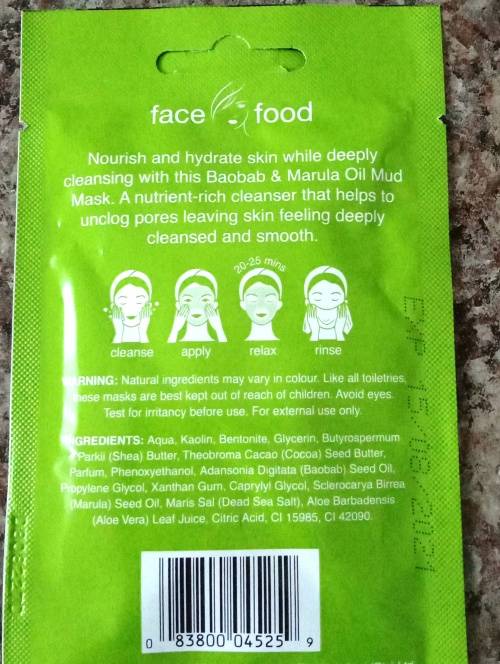 face food
Nourish and hydrate skin while deeply
cleansing with this Baobab & Marula Oil Mud
Mask. A nutrient-rich cleanser that helps to
unclog pores leaving skin feeling deeply
cleansed and smooth.
20-25 mins
cleanse apply relax rinse
WARNING: Natural ingredients may vary in colour. Like all toiletries,
these masks are best kept out of reach of children. Avoid eyes.
Test for irritancy before use. For external use only.
INGREDIENTS: Aqua, Kaolin, Bentonite, Glycerin, Butyrospermum
Parkii (Shea) Butter, Theobroma Cacao (Cocoa) Seed Butter,
Parfum, Phenoxyethanol, Adansonia Digitata (Baobab) Seed Oil,
Propylene Glycol, Xanthan Gum, Caprylyl Glycol, Sclerocarya Birrea
(Marula) Seed Oil, Maris Sal (Dead Sea Salt), Aloe Barbadensis
(Aloe Vera) Leaf Juice, Citric Acid, CI 15985, CI 42090.
EXP 15/08/2021
0 83800 04525 9